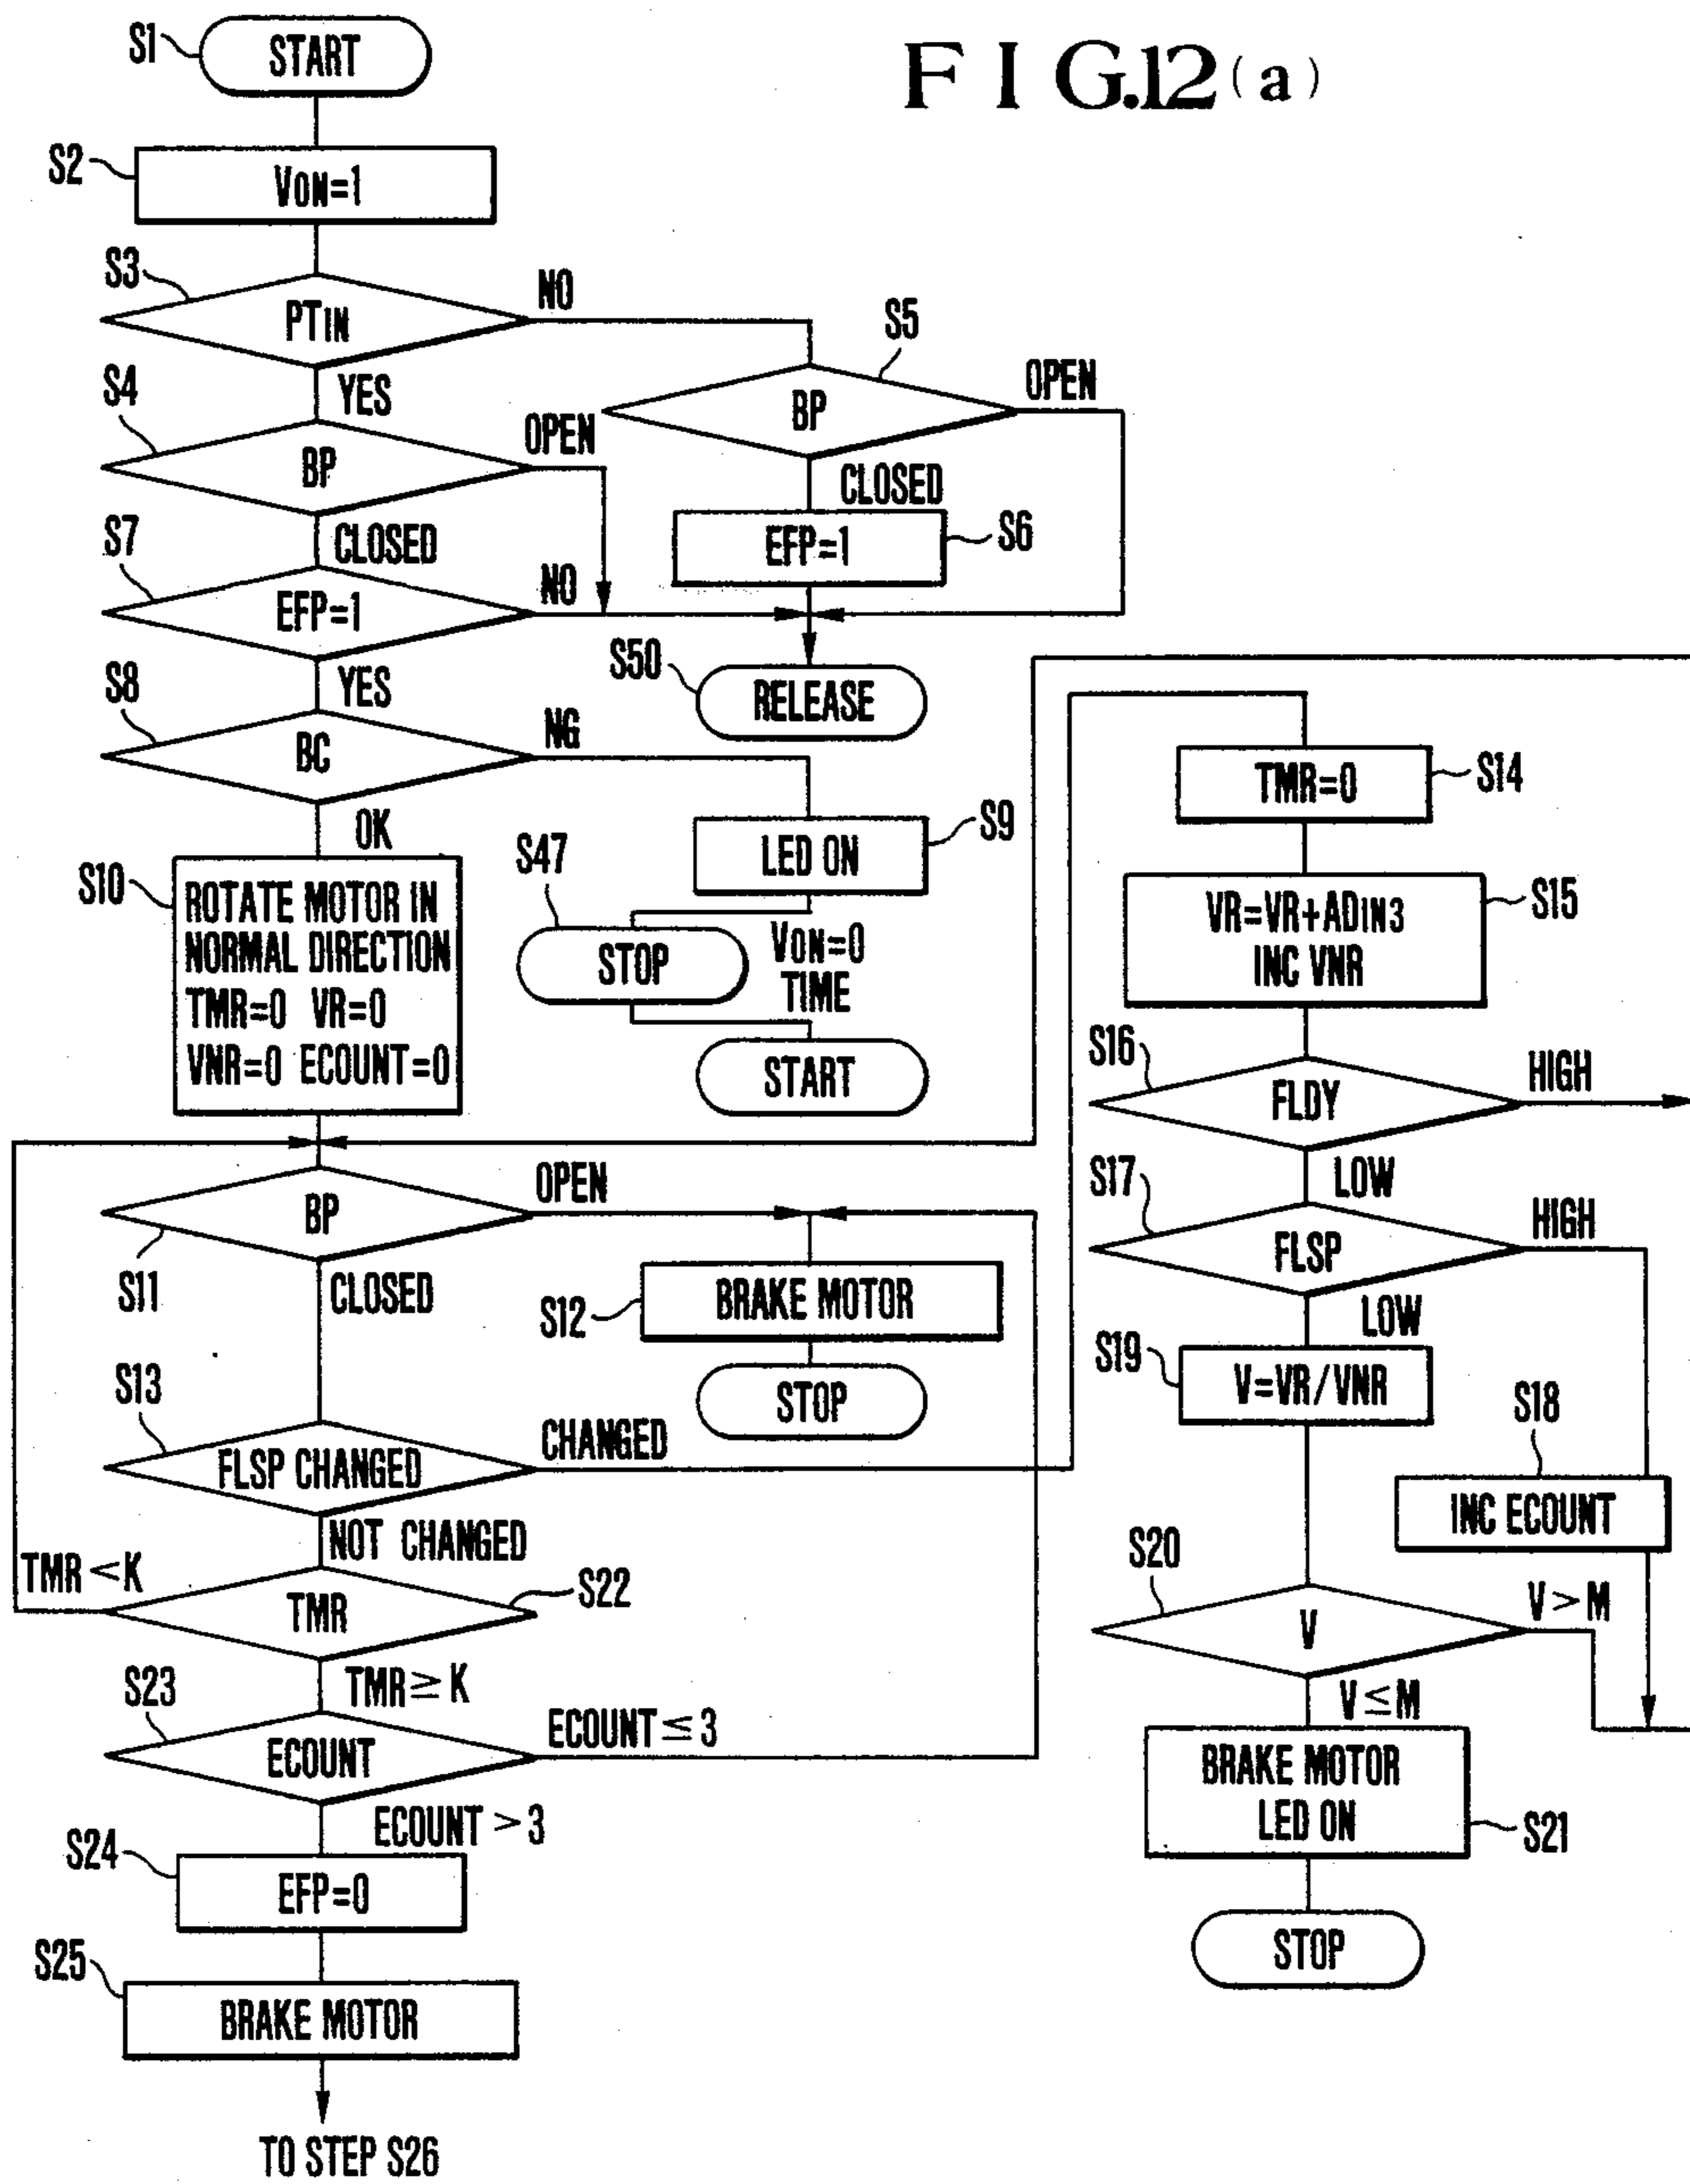 FIG.12(a)
S1
START
S2
VON=1
S3
PTIN
NO
YES
S4
BP
OPEN
CLOSED
S5
BP
OPEN
CLOSED
EFP=1
S6
S7
EFP=1
NO
YES
S50
RELEASE
S8
BC
NG
OK
LED ON
S9
S47
STOP
VON=0
TIME
START
S10
ROTATE MOTOR IN
NORMAL DIRECTION
TMR=0 VR=0
VNR=0 ECOUNT=0
BP
OPEN
S11
CLOSED
S12
BRAKE MOTOR
STOP
S13
FLSP CHANGED
CHANGED
NOT CHANGED
TMR<K
TMR
S22
TMR≥K
S23
ECOUNT
ECOUNT≤3
ECOUNT>3
S24
EFP=0
S25
BRAKE MOTOR
TO STEP S26
TMR=0
S14
VR=VR+ADIN3
INC VNR
S15
S16
FLDY
HIGH
LOW
S17
FLSP
HIGH
LOW
S19
V=VR/VNR
S18
INC ECOUNT
S20
V
V>M
V≤M
BRAKE MOTOR
LED ON
S21
STOP